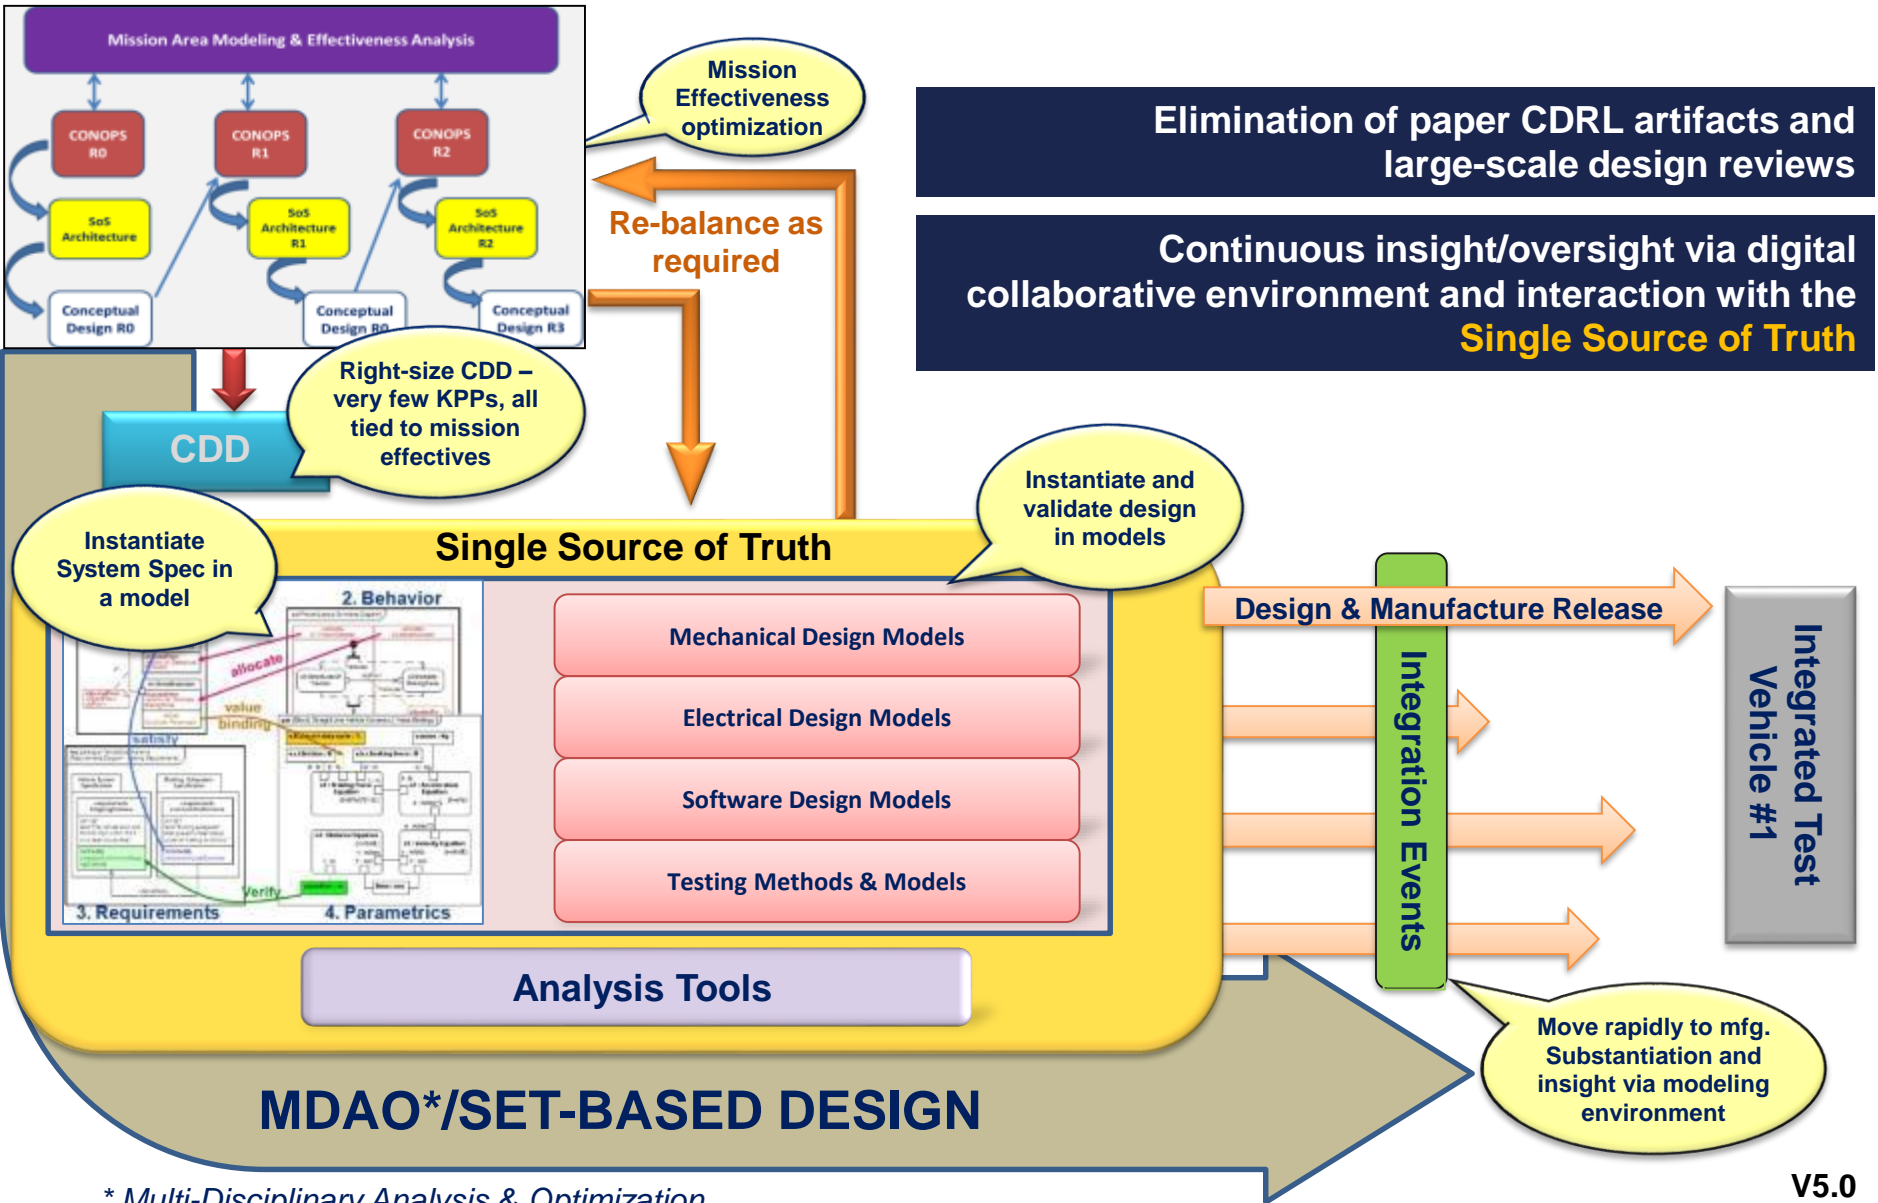 Mission Area Modeling & Effectiveness Analysis
CONOPS
R0
CONOPS
R1
CONOPS
R2
SoS
Architecture
SoS
Architecture
R1
SoS
Architecture
R2
Conceptual
Design R0
Conceptual
Design R0
Conceptual
Design R3
Mission
Effectiveness
optimization
Re-balance as
required
Elimination of paper CDRL artifacts and
large-scale design reviews
Continuous insight/oversight via digital
collaborative environment and interaction with the
Single Source of Truth
CDD
Right-size CDD –
very few KPPs, all
tied to mission
effectives
Instantiate
System Spec in
a model
Single Source of Truth
Instantiate and
validate design
in models
2. Behavior
allocate
value
binding
satisfy
Verify
3. Requirements
4. Parametrics
Mechanical Design Models
Electrical Design Models
Software Design Models
Testing Methods & Models
Analysis Tools
Design & Manufacture Release
Integration Events
Integrated Test
Vehicle #1
Move rapidly to mfg.
Substantiation and
insight via modeling
environment
MDAO*/SET-BASED DESIGN
* Multi-Disciplinary Analysis & Optimization
V5.0